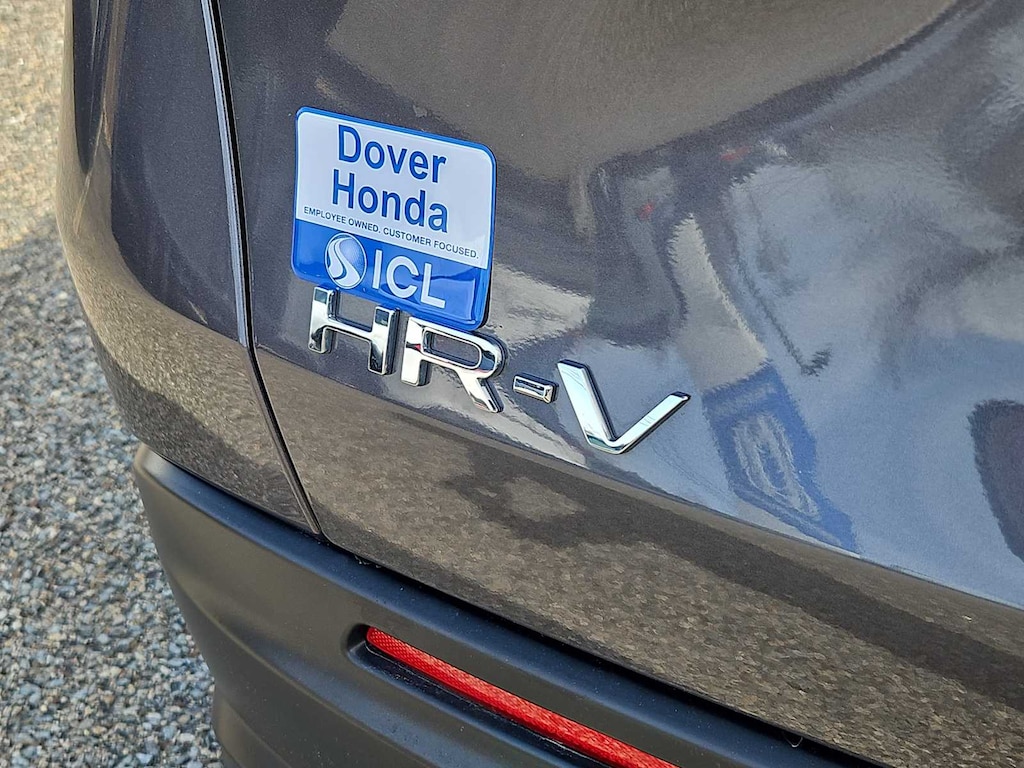 Dover
Honda
EMPLOYEE OWNED. CUSTOMER FOCUSED.
ICL
HR-V